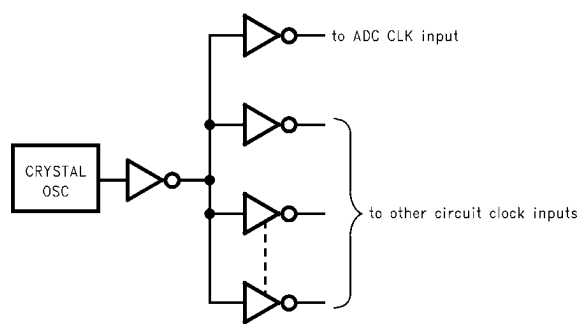 to ADC CLK input
CRYSTAL
OSC
to other circuit clock inputs